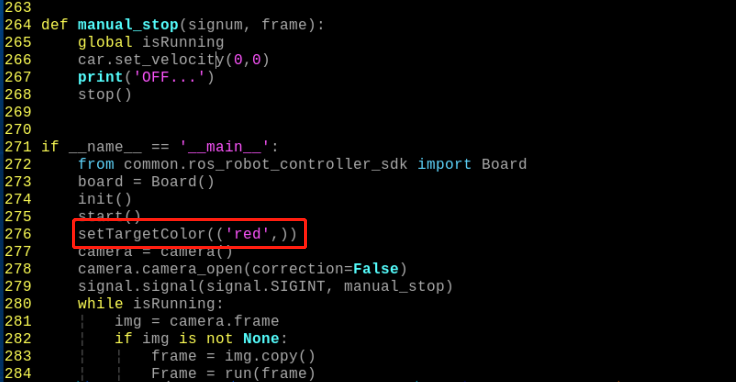 263
264 def manual_stop(signum, frame):
265     global isRunning
266     car.set_velocity(0,0)
267     print('OFF...')
268     stop()
269
270
271 if __name__ == '__main__':
272     from common.ros_robot_controller_sdk import Board
273     board = Board()
274     init()
275     start()
276     setTargetColor(('red',))
277     camera = camera()
278     camera.camera_open(correction=False)
279     signal.signal(signal.SIGINT, manual_stop)
280     while isRunning:
281     ¦   img = camera.frame
282     ¦   if img is not None:
283     ¦   ¦   frame = img.copy()
284     ¦   ¦   Frame = run(frame)